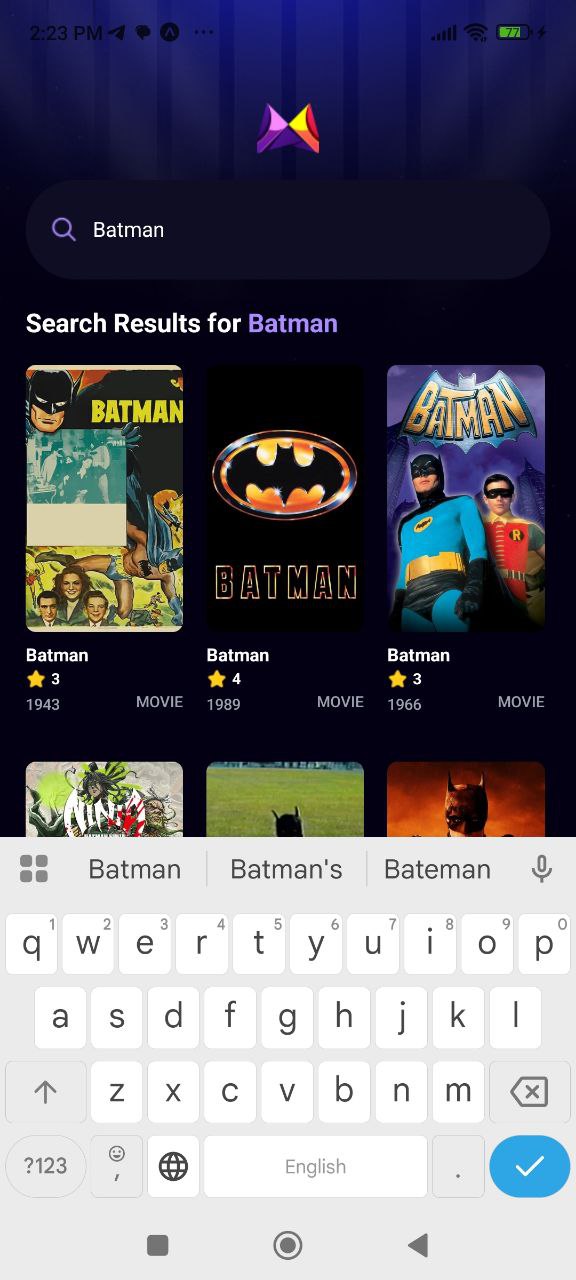 2:23 PM
77
Batman
Search Results for Batman
BATMAN
BATMAN
BATMAN
R
Batman
Batman
Batman
3
4
3
1943
MOVIE
1989
MOVIE
1966
MOVIE
Batman
Batman's
Bateman
q1 w2 e3 r4 t5 y6 u7 i8 o9 p0
a s d f g h j k l
z x c v b n m
?123 , English .